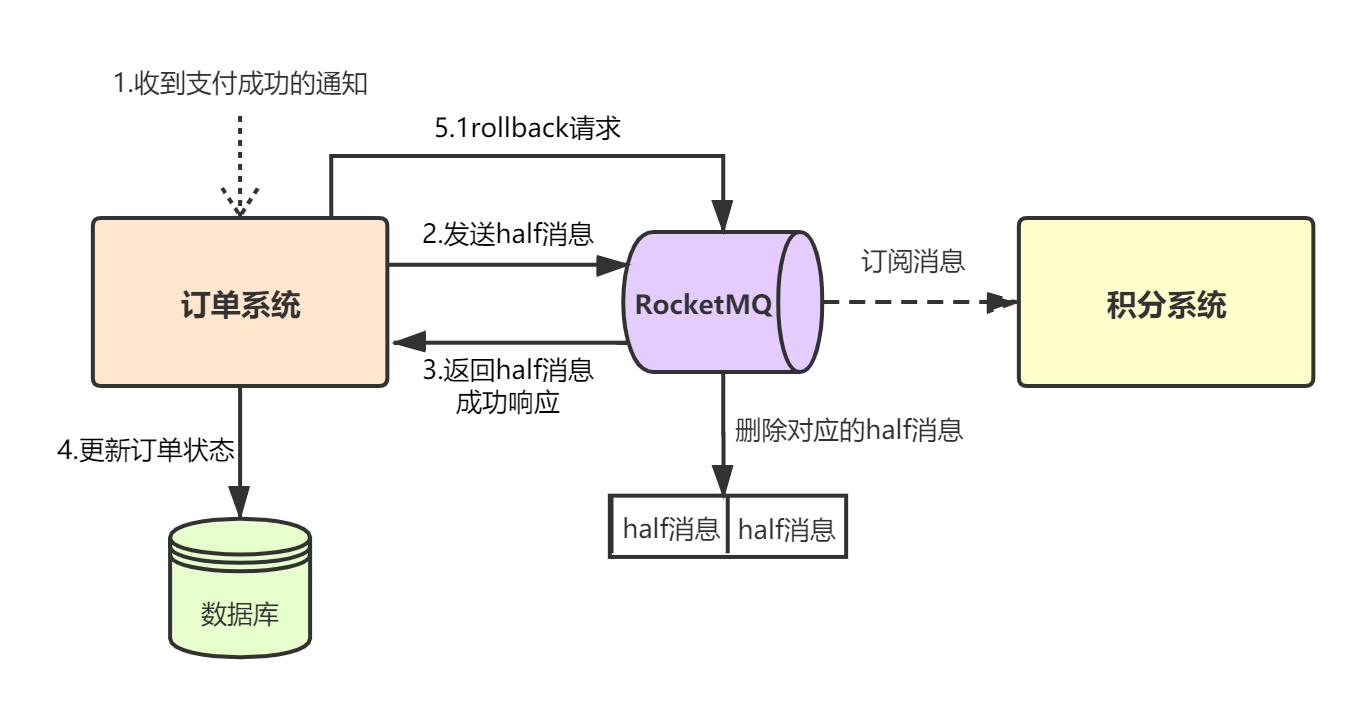 1.收到支付成功的通知
5.1rollback请求
2.发送half消息
订阅消息
订单系统
RocketMQ
积分系统
3.返回half消息
成功响应
4.更新订单状态
删除对应的half消息
half消息
half消息
数据库